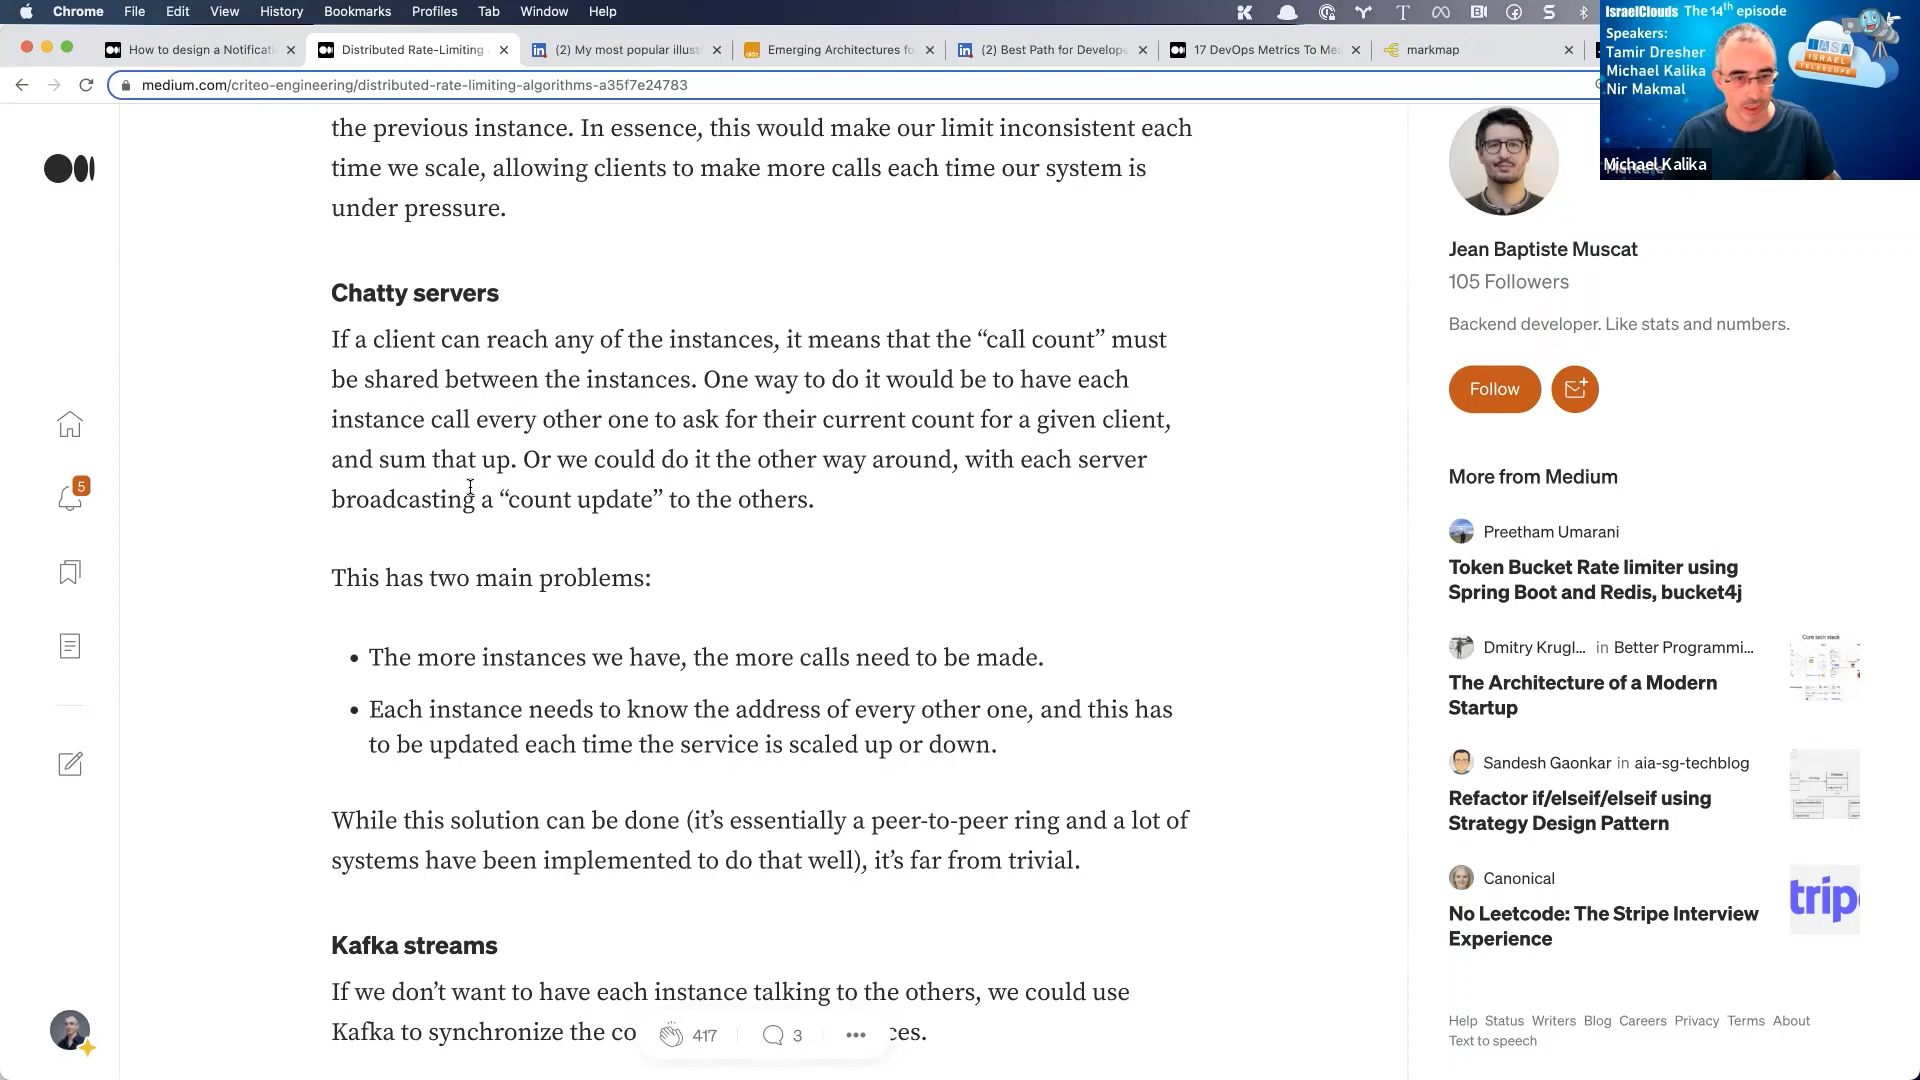 Chrome File Edit View History Bookmarks Profiles Tab Window Help
How to design a Notificati
Distributed Rate-Limiting
(2) My most popular illust
Emerging Architectures fo
(2) Best Path for Develope
17 DevOps Metrics To Me
markmap
medium.com/criteo-engineering/distributed-rate-limiting-algorithms-a35f7e24783
IsraelClouds The 14th episode
Speakers:
Tamir Dresher
Michael Kalika
Nir Makmal
IASA
ISRAEL
TELESCOPE
Michael Kalika
the previous instance. In essence, this would make our limit inconsistent each
time we scale, allowing clients to make more calls each time our system is
under pressure.
Chatty servers
If a client can reach any of the instances, it means that the “call count” must
be shared between the instances. One way to do it would be to have each
instance call every other one to ask for their current count for a given client,
and sum that up. Or we could do it the other way around, with each server
broadcasting a “count update” to the others.
This has two main problems:
• The more instances we have, the more calls need to be made.
• Each instance needs to know the address of every other one, and this has
to be updated each time the service is scaled up or down.
While this solution can be done (it’s essentially a peer-to-peer ring and a lot of
systems have been implemented to do that well), it’s far from trivial.
Kafka streams
If we don’t want to have each instance talking to the others, we could use
Kafka to synchronize the co ces.
417 3
5
Jean Baptiste Muscat
105 Followers
Backend developer. Like stats and numbers.
Follow
More from Medium
Preetham Umarani
Token Bucket Rate limiter using
Spring Boot and Redis, bucket4j
Dmitry Krugl... in Better Programmi...
The Architecture of a Modern
Startup
Core tech stack
Sandesh Gaonkar in aia-sg-techblog
Refactor if/elseif/elseif using
Strategy Design Pattern
Canonical
No Leetcode: The Stripe Interview
Experience
trip
Help Status Writers Blog Careers Privacy Terms About
Text to speech